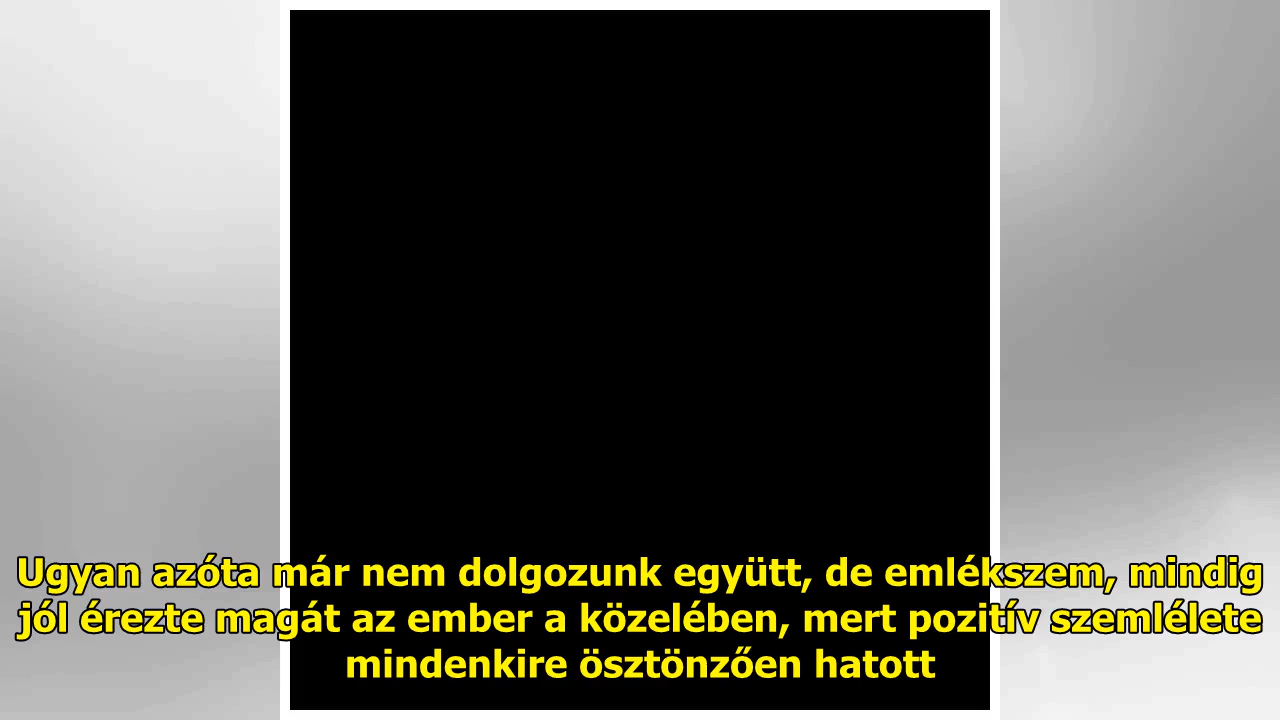 Ugyan azóta már nem dolgozunk együtt, de emlékszem, mindig
jól érezte magát az ember a közelében, mert pozitív szemlélete
mindenkire ösztönzően hatott